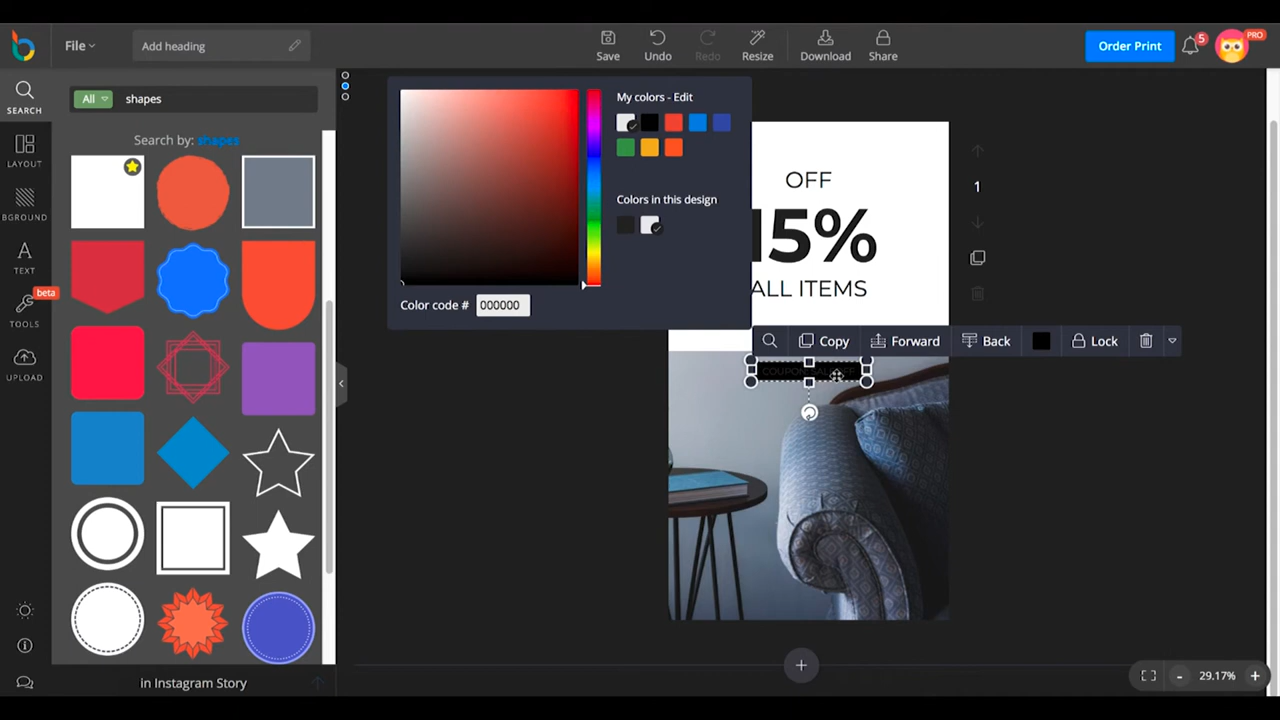 File
Add heading
Save
Undo
Redo
Resize
Download
Share
Order Print
5
PRO
SEARCH
LAYOUT
BGROUND
TEXT
beta
TOOLS
UPLOAD
All
shapes
Search by: shapes
My colors - Edit
Colors in this design
Color code #
000000
OFF
15%
ALL ITEMS
1
Copy
Forward
Back
Lock
COUPON:
in Instagram Story
29.17%